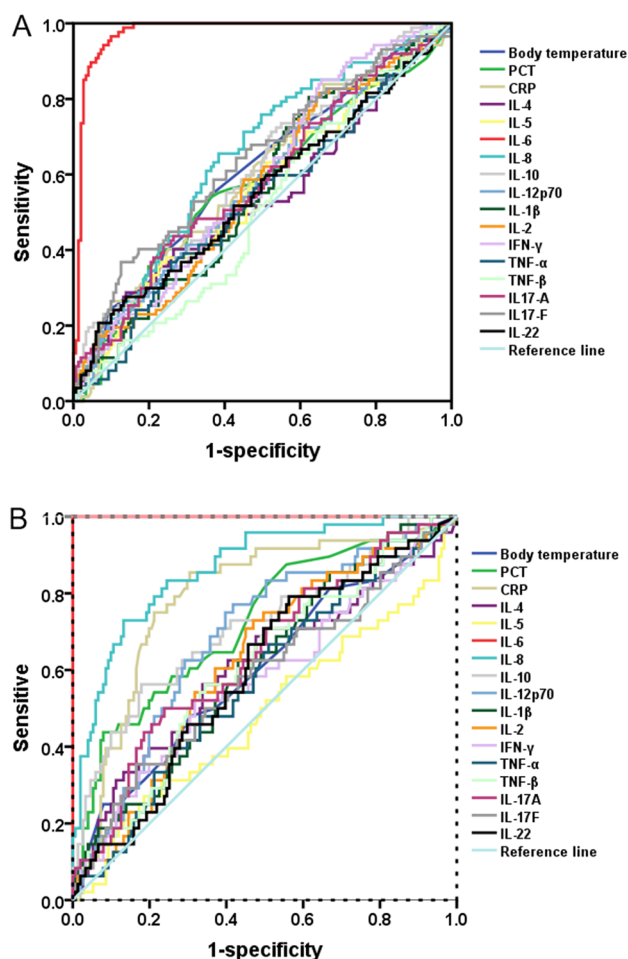 A
1.0
0.8
0.6
0.4
0.2
0.0
0.0 0.2 0.4 0.6 0.8 1.0
Sensitivity
1-specificity
Body temperature
PCT
CRP
IL-4
IL-5
IL-6
IL-8
IL-10
IL-12p70
IL-1β
IL-2
IFN-γ
TNF-α
TNF-β
IL17-A
IL17-F
IL-22
Reference line
B
1.0
0.8
0.6
0.4
0.2
0.0
0.0 0.2 0.4 0.6 0.8 1.0
Sensitive
1-specificity
Body temperature
PCT
CRP
IL-4
IL-5
IL-6
IL-8
IL-10
IL-12p70
IL-1β
IL-2
IFN-γ
TNF-α
TNF-β
IL-17A
IL-17F
IL-22
Reference line